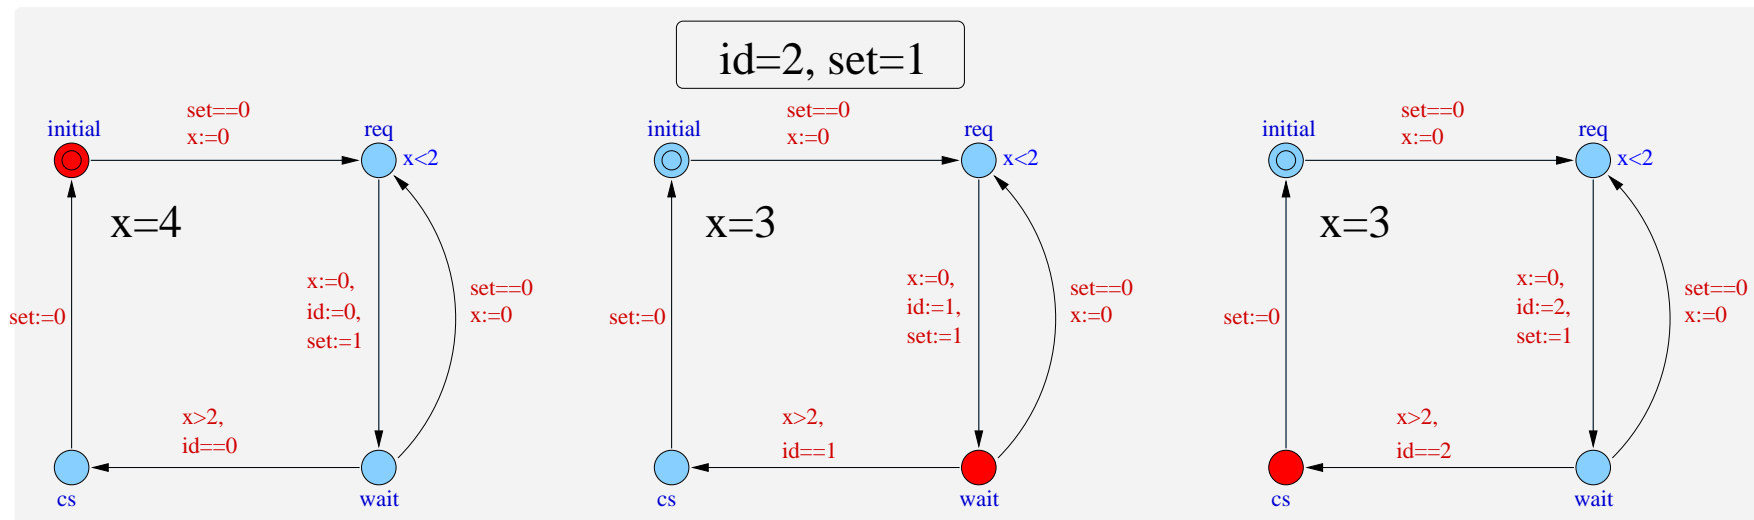 id=2, set=1
set==0
x:=0
initial
req
x<2
x=4
x:=0,
id:=0,
set:=1
set==0
x:=0
set:=0
x>2,
id==0
cs
wait
set==0
x:=0
initial
req
x<2
x=3
x:=0,
id:=1,
set:=1
set==0
x:=0
set:=0
x>2,
id==1
cs
wait
set==0
x:=0
initial
req
x<2
x=3
x:=0,
id:=2,
set:=1
set==0
x:=0
set:=0
x>2,
id==2
cs
wait